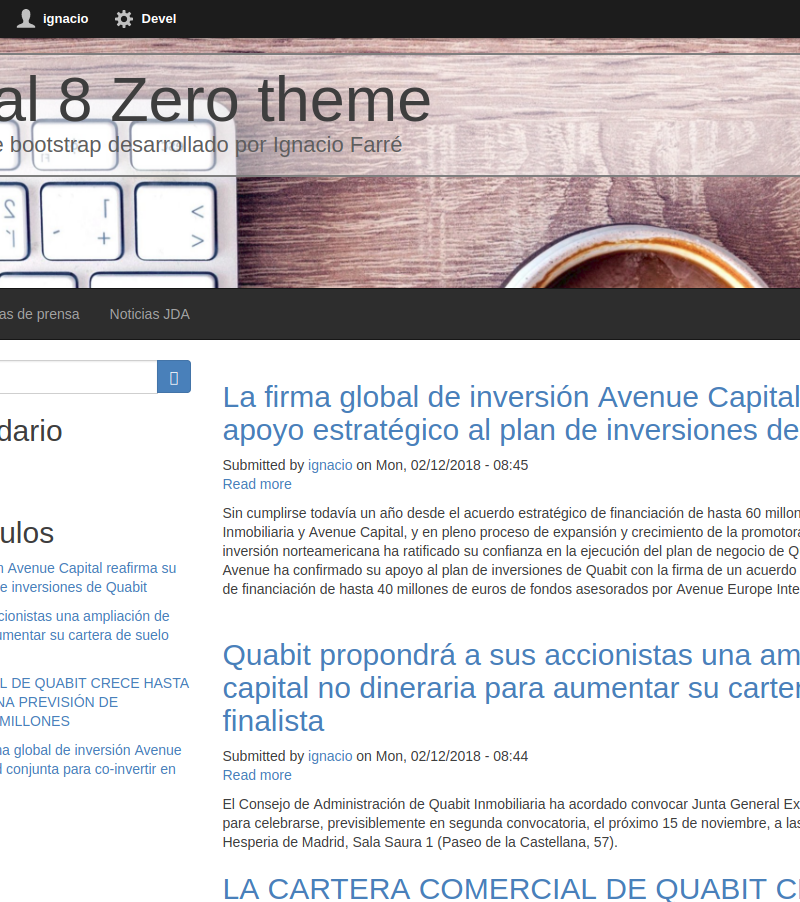 ignacio Devel
al 8 Zero theme
e bootstrap desarrollado por Ignacio Farré
as de prensa Noticias JDA
dario
ulos
n Avenue Capital reafirma su
e inversiones de Quabit
cionistas una ampliación de
umentar su cartera de suelo
L DE QUABIT CRECE HASTA
NA PREVISIÓN DE
MILLONES
na global de inversión Avenue
d conjunta para co-invertir en
La firma global de inversión Avenue Capital
apoyo estratégico al plan de inversiones de
Submitted by ignacio on Mon, 02/12/2018 - 08:45
Read more
Sin cumplirse todavía un año desde el acuerdo estratégico de financiación de hasta 60 millon
Inmobiliaria y Avenue Capital, y en pleno proceso de expansión y crecimiento de la promotora
inversión norteamericana ha ratificado su confianza en la ejecución del plan de negocio de Q
Avenue ha confirmado su apoyo al plan de inversiones de Quabit con la firma de un acuerdo
de financiación de hasta 40 millones de euros de fondos asesorados por Avenue Europe Inte
Quabit propondrá a sus accionistas una am
capital no dineraria para aumentar su carter
finalista
Submitted by ignacio on Mon, 02/12/2018 - 08:44
Read more
El Consejo de Administración de Quabit Inmobiliaria ha acordado convocar Junta General Ex
para celebrarse, previsiblemente en segunda convocatoria, el próximo 15 de noviembre, a las
Hesperia de Madrid, Sala Saura 1 (Paseo de la Castellana, 57).
LA CARTERA COMERCIAL DE QUABIT C